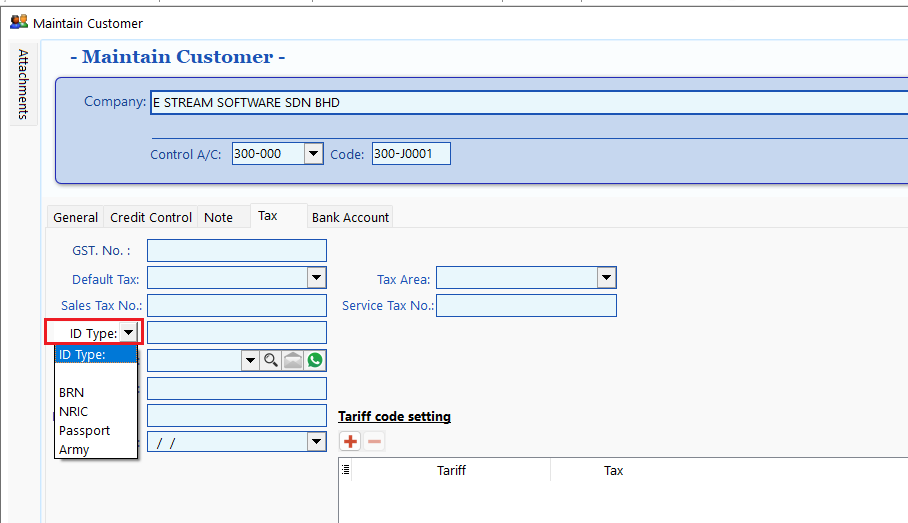 Maintain Customer
Attachments
- Maintain Customer -
Company: E STREAM SOFTWARE SDN BHD
Control A/C: 300-000 Code: 300-J0001
General Credit Control Note Tax Bank Account
GST. No. :
Default Tax: Tax Area:
Sales Tax No.: Service Tax No.:
ID Type:
ID Type:
BRN
NRIC
Passport
Army
/ /
Tariff code setting
Tariff Tax